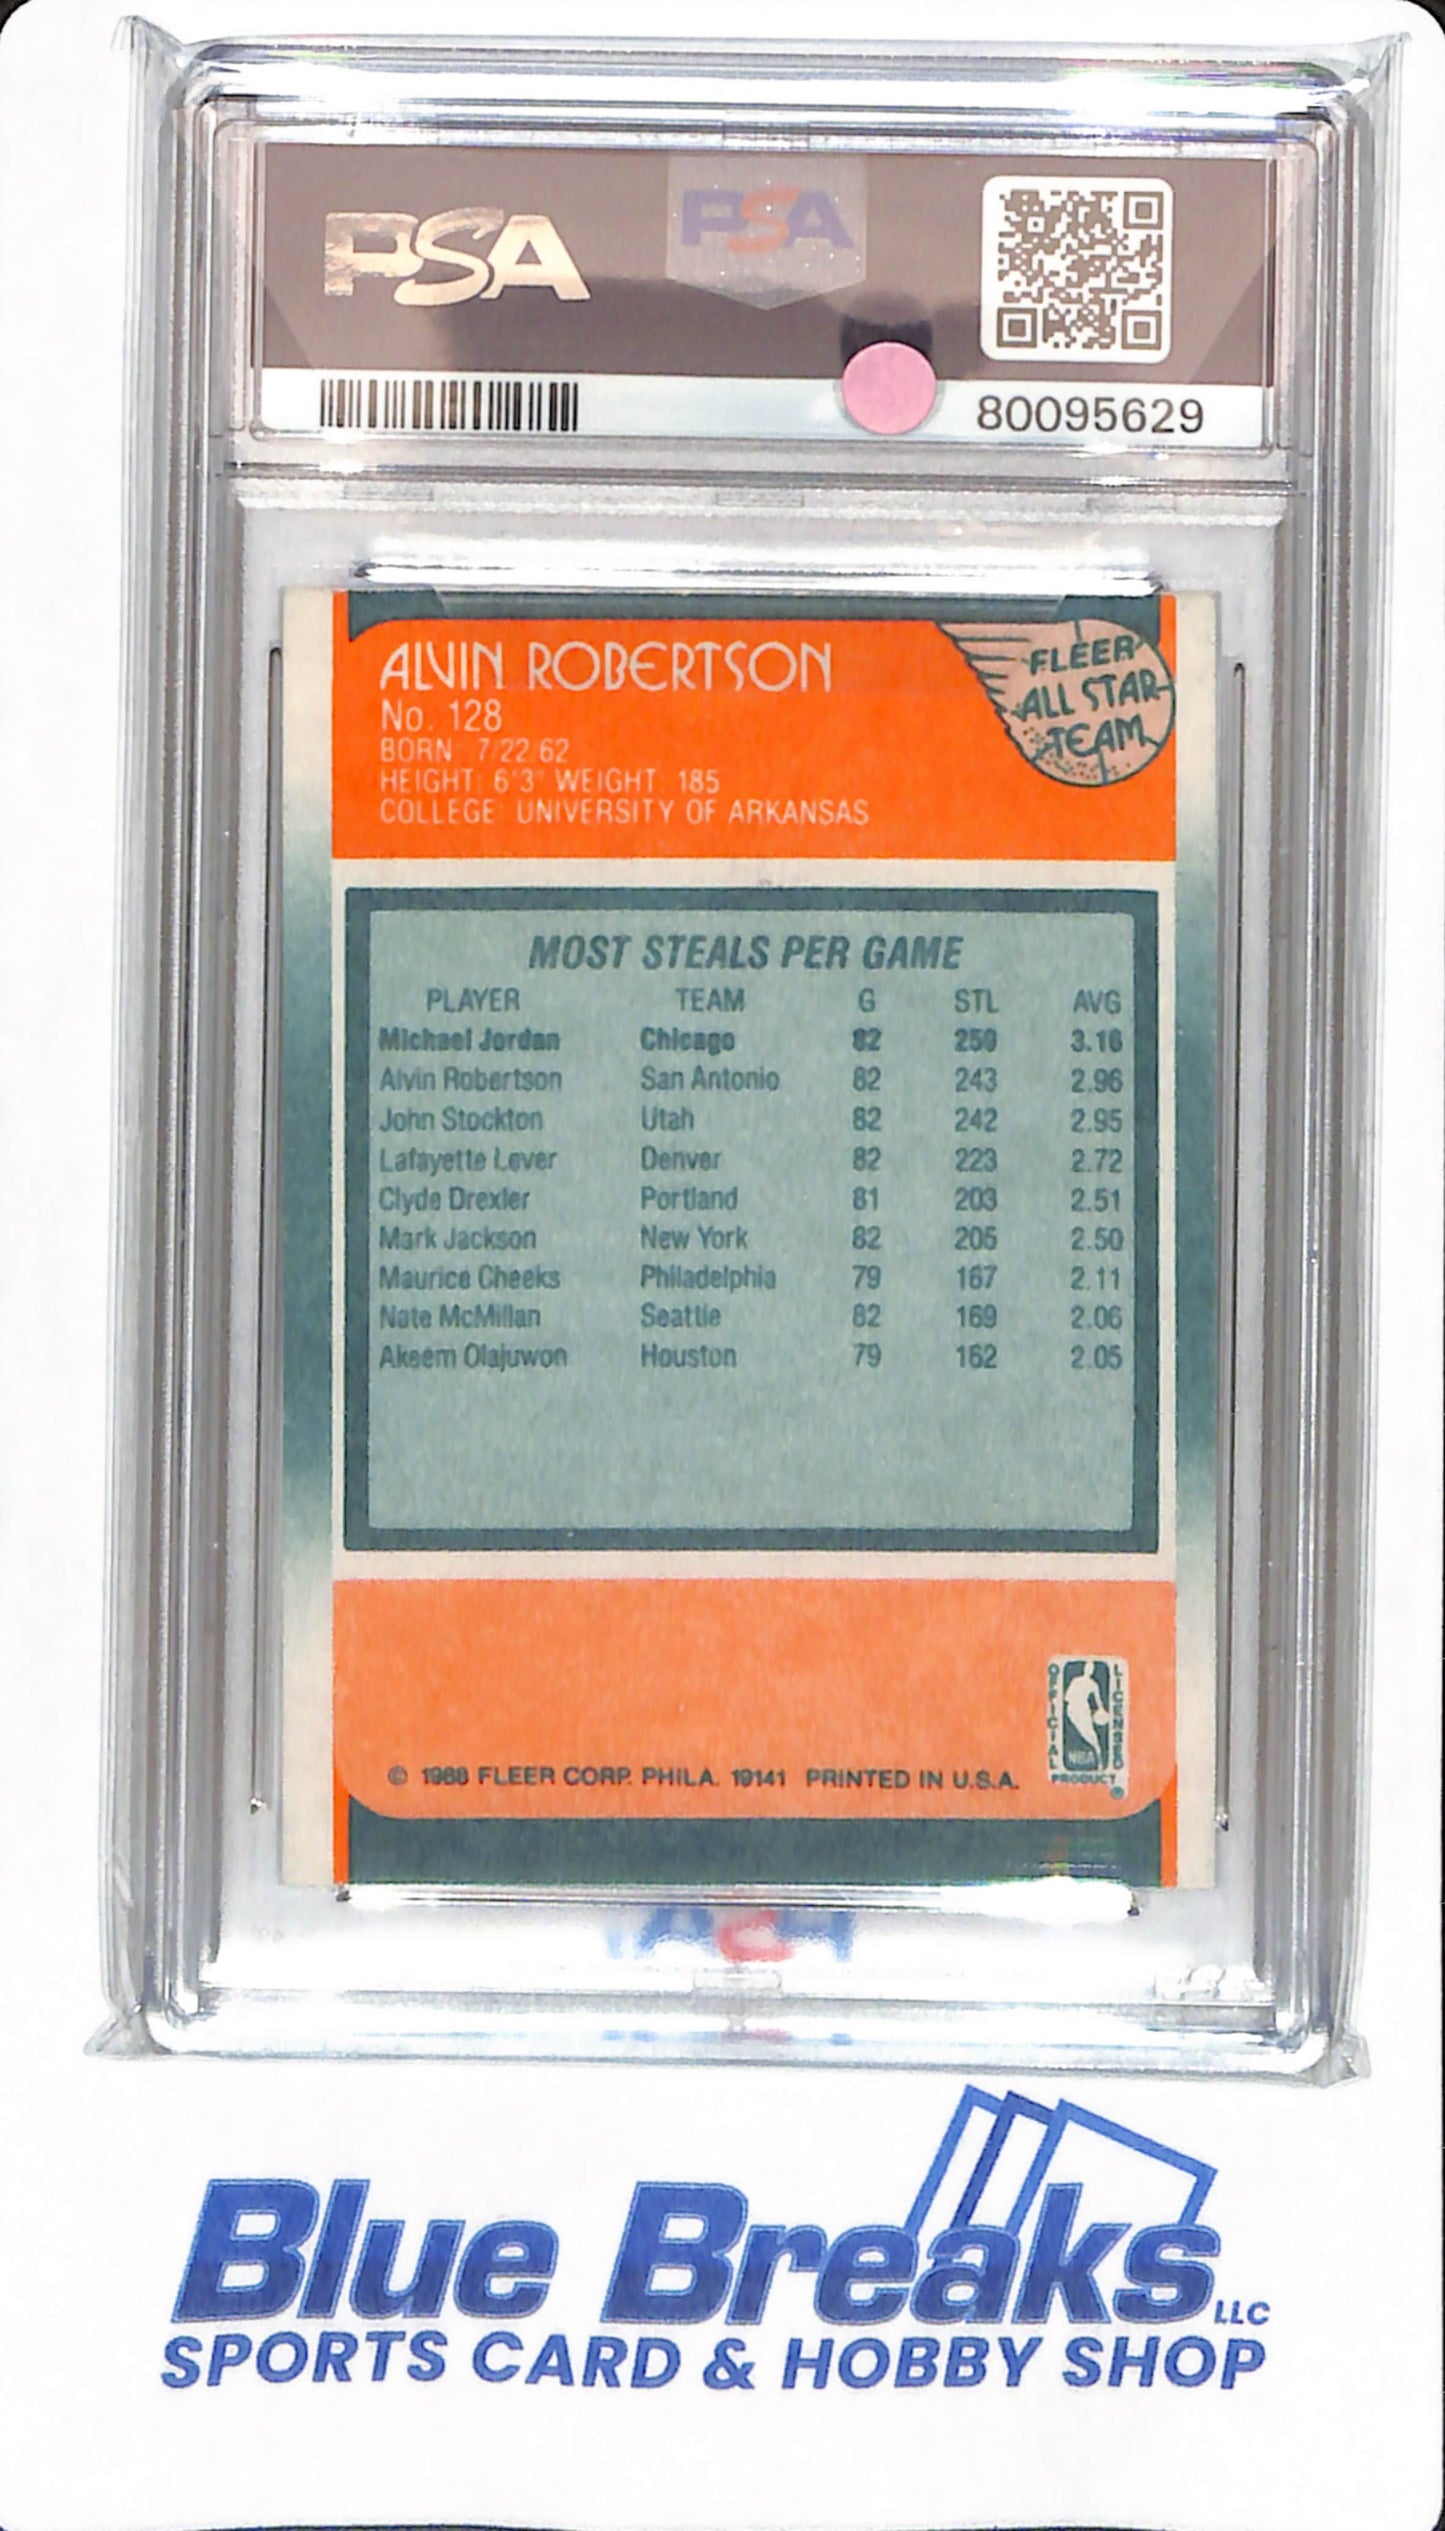 PSA
PSA
80095629
ALVIN ROBERTSON
No. 128
BORN: 7/22/62
HEIGHT: 6'3" WEIGHT: 185
COLLEGE: UNIVERSITY OF ARKANSAS
FLEER
ALL STAR
TEAM
MOST STEALS PER GAME
PLAYER TEAM G STL AVG
Michael Jordan Chicago 82 259 3.16
Alvin Robertson San Antonio 82 243 2.96
John Stockton Utah 82 242 2.95
Lafayette Lever Denver 82 223 2.72
Clyde Drexler Portland 81 203 2.51
Mark Jackson New York 82 205 2.50
Maurice Cheeks Philadelphia 79 167 2.11
Nate McMillan Seattle 82 169 2.06
Akeem Olajuwon Houston 79 162 2.05
OFFICIAL
LICENSED
NBA
PRODUCT
®
© 1988 FLEER CORP. PHILA. 19141 PRINTED IN U.S.A.
Blue Breaks LLC
SPORTS CARD & HOBBY SHOP